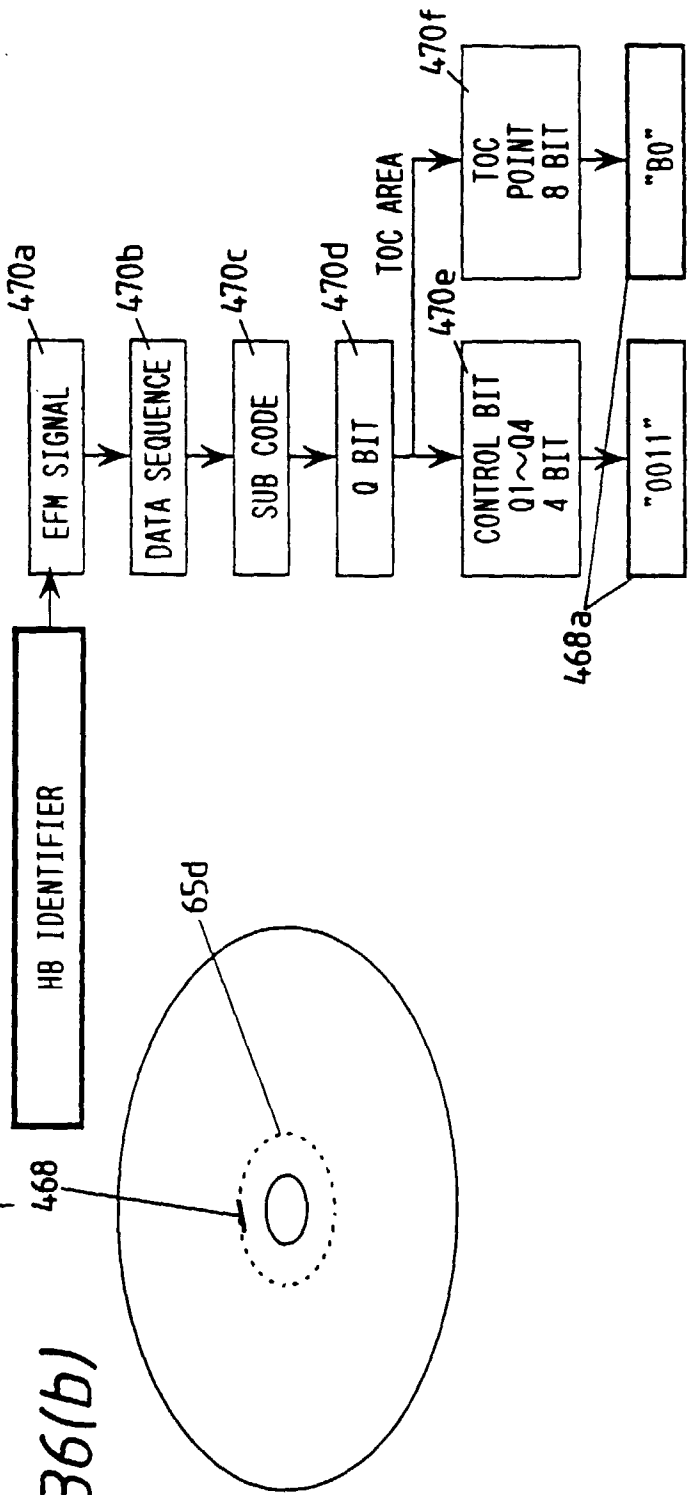 36(b)
468
65d
HB IDENTIFIER
EFM SIGNAL
470a
DATA SEQUENCE
470b
SUB CODE
470c
Q BIT
470d
TOC AREA
CONTROL BIT
Q1~Q4
4 BIT
470e
TOC
POINT
8 BIT
470f
468a
"0011"
"B0"